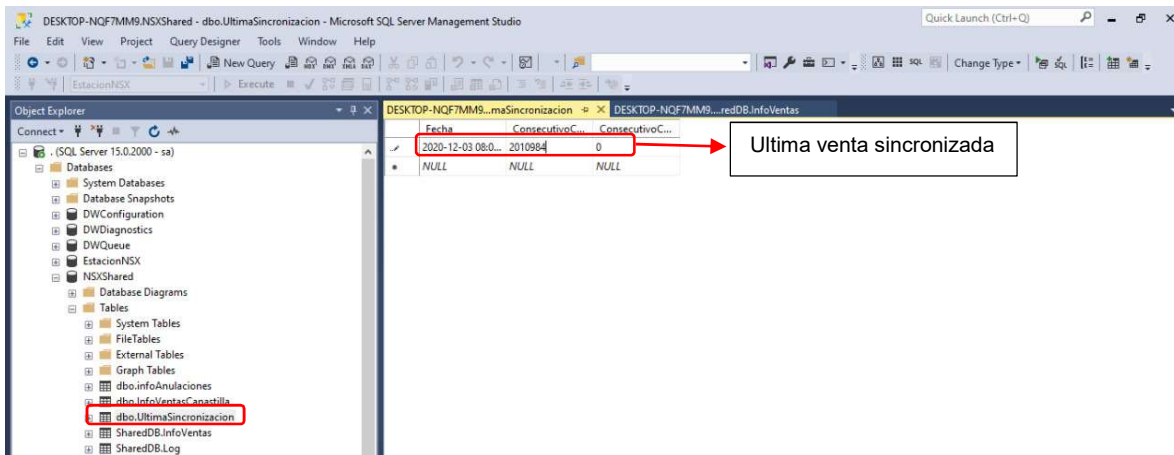 DESKTOP-NQF7MM9.NSXShared - dbo.UltimaSincronizacion - Microsoft SQL Server Management Studio
Quick Launch (Ctrl+Q)
File Edit View Project Query Designer Tools Window Help
New Query
Change Type
EstacionNSX
Execute
Object Explorer
DESKTOP-NQF7MM9...maSincronizacion
DESKTOP-NQF7MM9....redDB.InfoVentas
Connect
Fecha ConsecutivoC... ConsecutivoC...
2020-12-03 08:0... 2010984 0
NULL NULL NULL
Ultima venta sincronizada
. (SQL Server 15.0.2000 - sa)
Databases
System Databases
Database Snapshots
DWConfiguration
DWDiagnostics
DWQueue
EstacionNSX
NSXShared
Database Diagrams
Tables
System Tables
FileTables
External Tables
Graph Tables
dbo.infoAnulaciones
dbo.InfoVentasCanastilla
dbo.UltimaSincronizacion
SharedDB.InfoVentas
SharedDB.Log